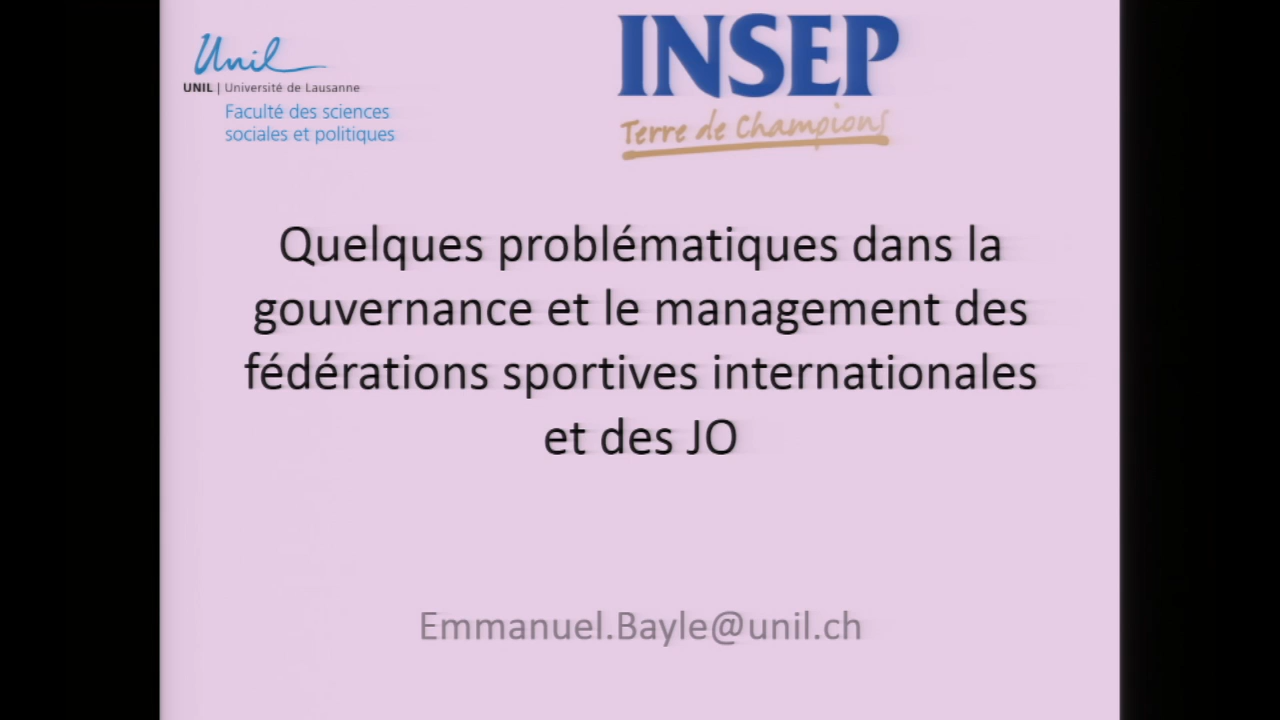 Unil
UNIL | Université de Lausanne
Faculté des sciences
sociales et politiques
INSEP
Terre de Champions
Quelques problématiques dans la
gouvernance et le management des
fédérations sportives internationales
et des JO
Emmanuel.Bayle@unil.ch